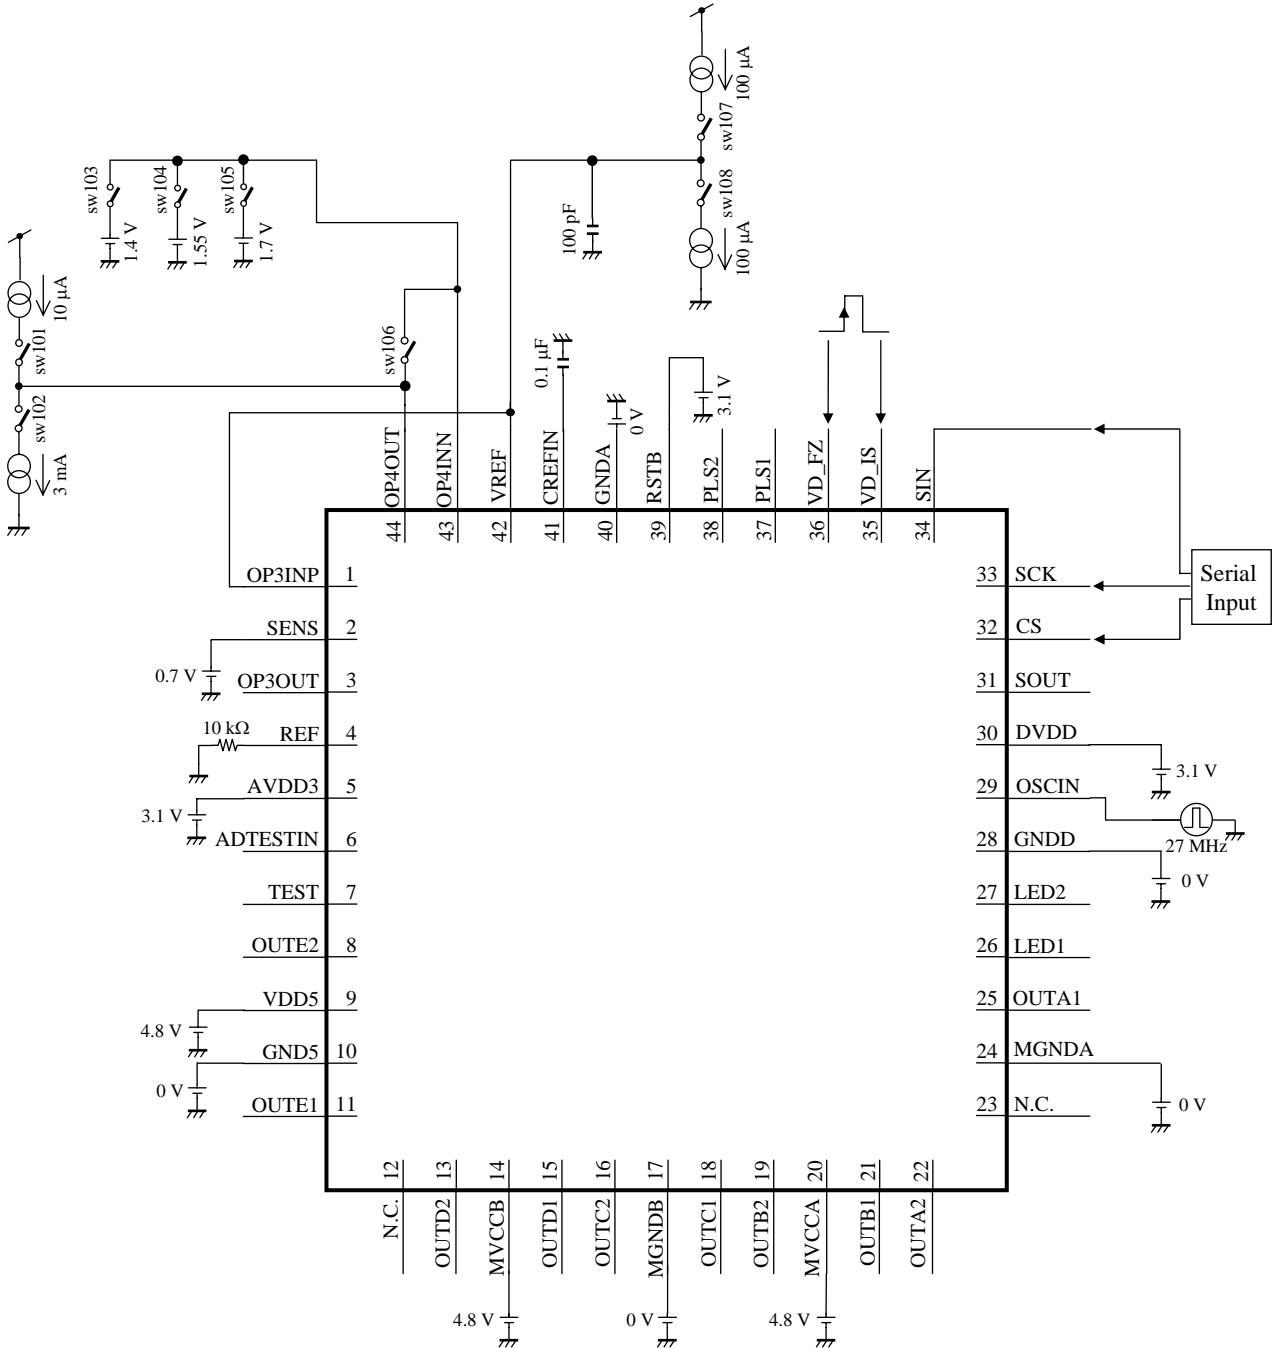 100 μA
sw107
sw108
100 μA
100 pF
sw103
sw104
sw105
1.4 V
1.55 V
1.7 V
10 μA
sw101
sw102
3 mA
sw106
0.1 μF
0 V
3.1 V
44 OP4OUT
43 OP4INN
42 VREF
41 CREFIN
40 GNDA
39 RSTB
38 PLS2
37 PLS1
36 VD_FZ
35 VD_IS
34 SIN
OP3INP 1
SENS 2
0.7 V
OP3OUT 3
10 kΩ
REF 4
AVDD3 5
3.1 V
ADTESTIN 6
TEST 7
OUTE2 8
VDD5 9
4.8 V
GND5 10
0 V
OUTE1 11
33 SCK
Serial
Input
32 CS
31 SOUT
30 DVDD
3.1 V
29 OSCIN
27 MHz
28 GNDD
0 V
27 LED2
26 LED1
25 OUTA1
24 MGNDA
0 V
23 N.C.
N.C. 12
OUTD2 13
MVCCB 14
OUTD1 15
OUTC2 16
MGNDB 17
OUTC1 18
OUTB2 19
MVCCA 20
OUTB1 21
OUTA2 22
4.8 V
0 V
4.8 V